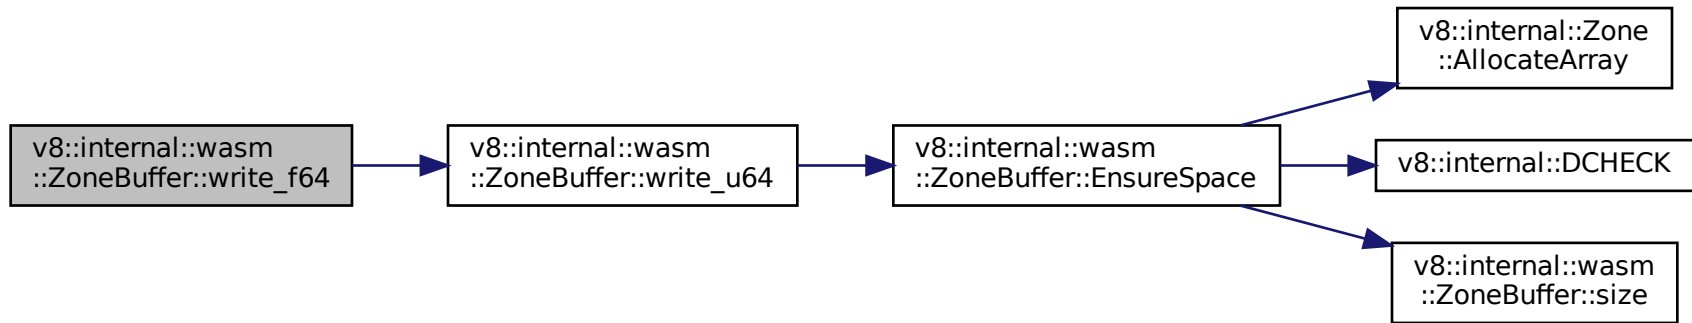 v8::internal::wasm
::ZoneBuffer::write_f64
v8::internal::wasm
::ZoneBuffer::write_u64
v8::internal::wasm
::ZoneBuffer::EnsureSpace
v8::internal::Zone
::AllocateArray
v8::internal::DCHECK
v8::internal::wasm
::ZoneBuffer::size